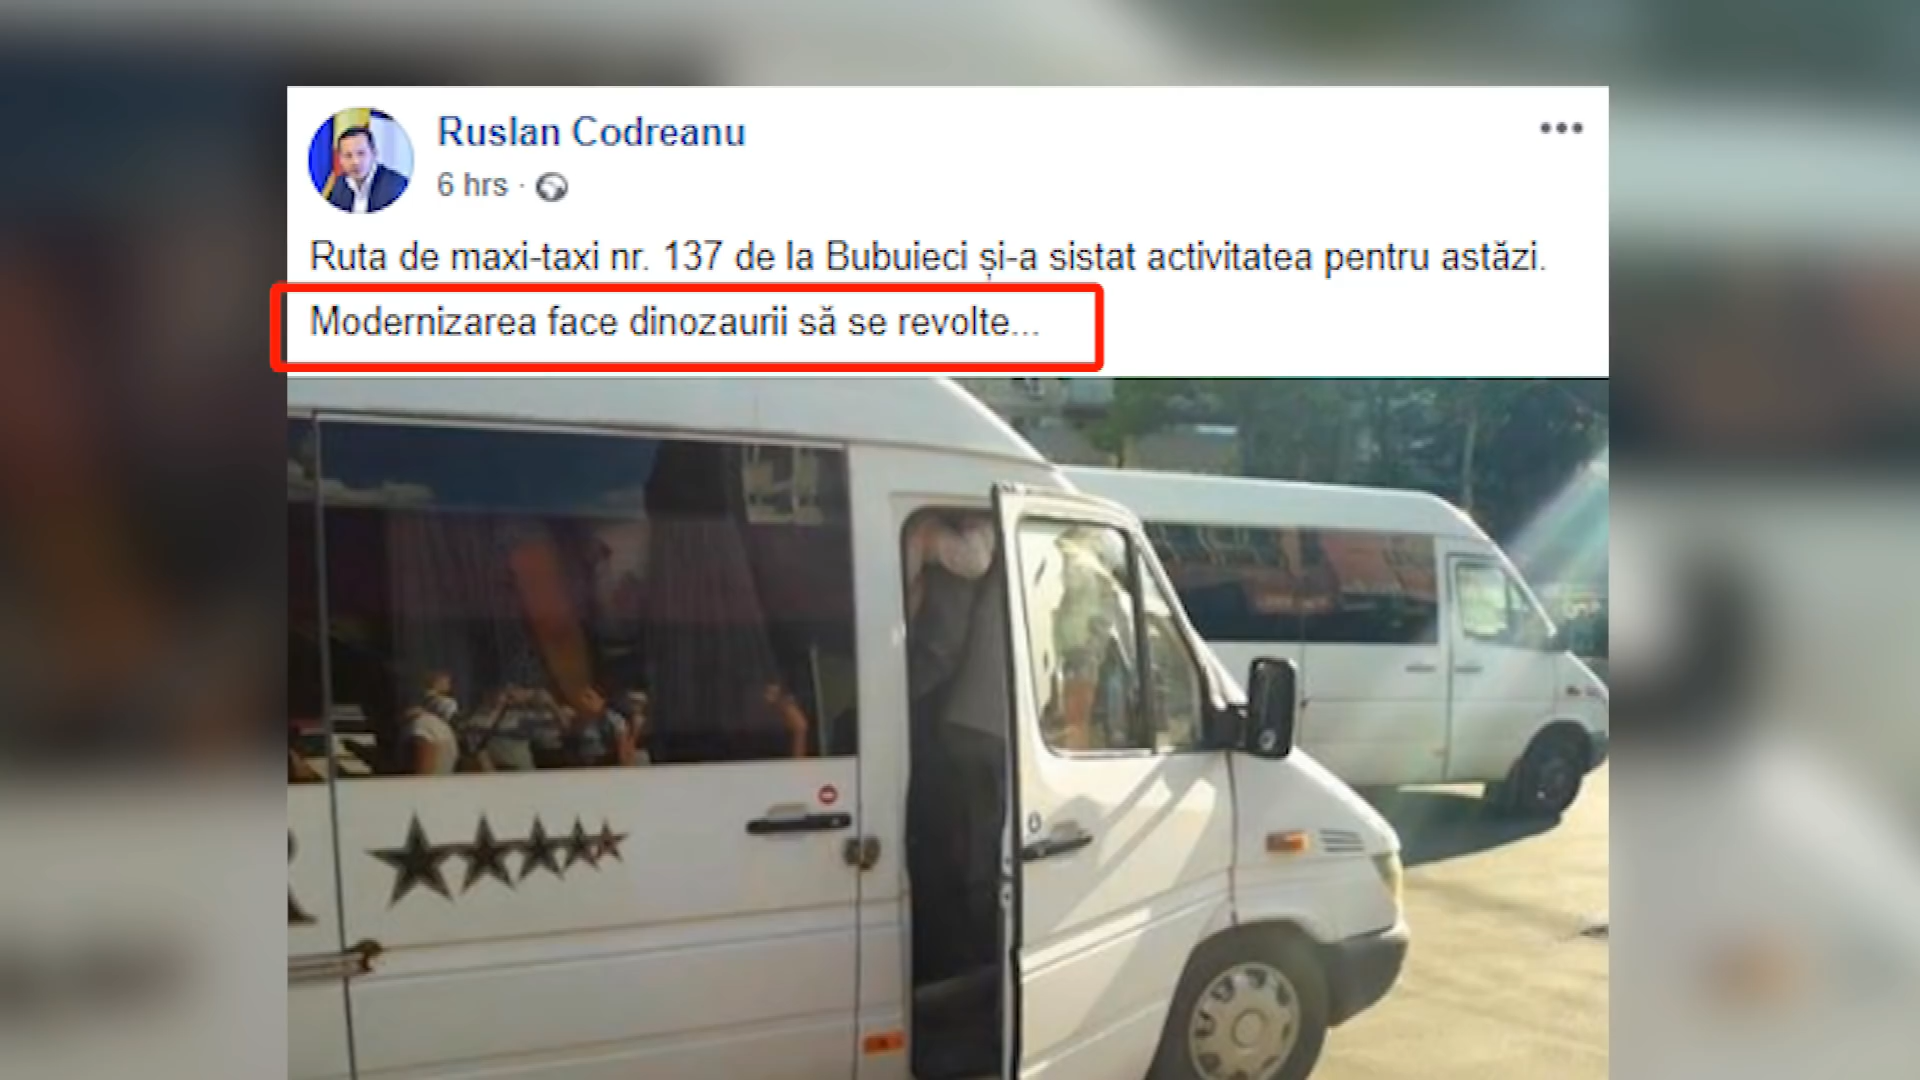 Ruslan Codreanu
6 hrs ·
Ruta de maxi-taxi nr. 137 de la Bubuieci și-a sistat activitatea pentru astăzi.
Modernizarea face dinozaurii să se revolte...